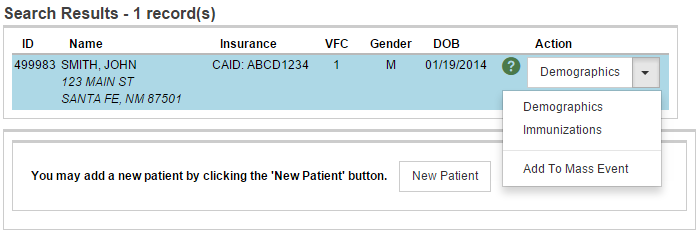 Search Results - 1 record(s)
ID Name Insurance VFC Gender DOB Action
499983 SMITH, JOHN CAID: ABCD1234 1 M 01/19/2014 ? Demographics
123 MAIN ST
SANTA FE, NM 87501
Demographics
Immunizations
Add To Mass Event
You may add a new patient by clicking the 'New Patient' button. New Patient